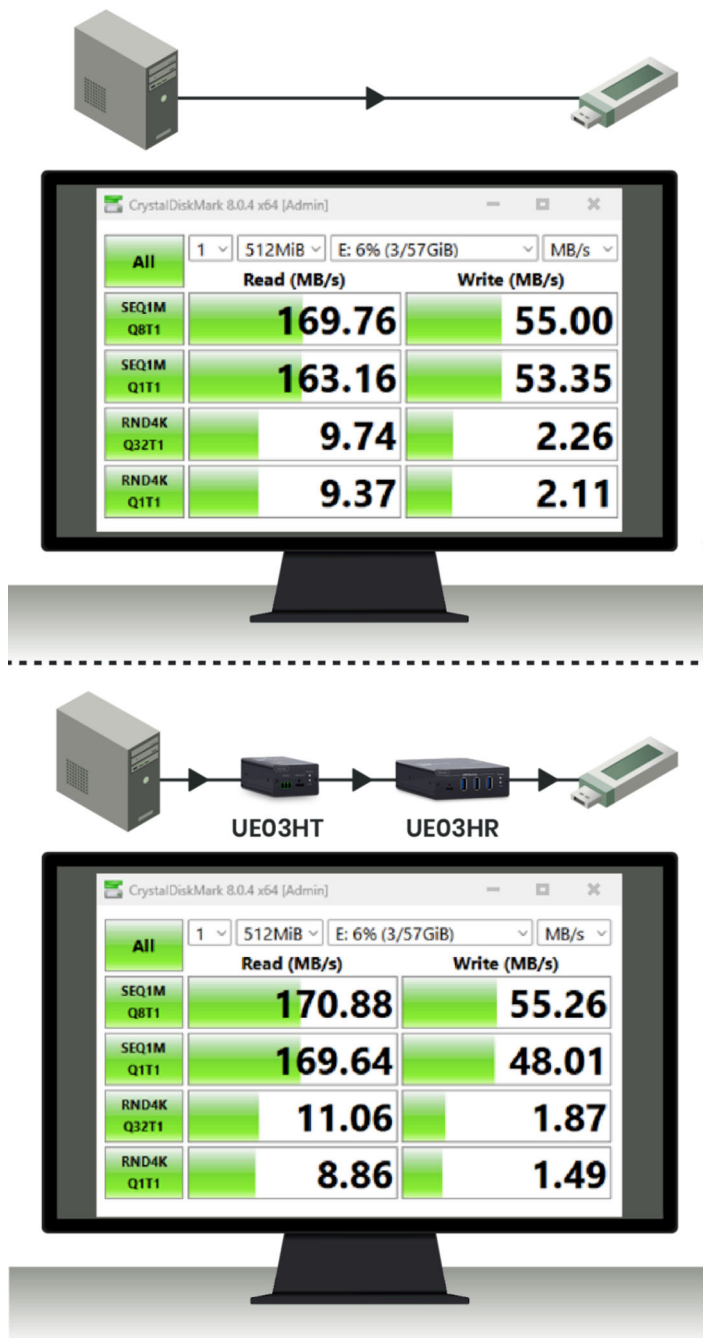 CrystalDiskMark 8.0.4 x64 [Admin]
All 1 512MiB E: 6% (3/57GiB) MB/s
Read (MB/s) Write (MB/s)
SEQ1M
Q8T1 169.76 55.00
SEQ1M
Q1T1 163.16 53.35
RND4K
Q32T1 9.74 2.26
RND4K
Q1T1 9.37 2.11
UE03HT UE03HR
CrystalDiskMark 8.0.4 x64 [Admin]
All 1 512MiB E: 6% (3/57GiB) MB/s
Read (MB/s) Write (MB/s)
SEQ1M
Q8T1 170.88 55.26
SEQ1M
Q1T1 169.64 48.01
RND4K
Q32T1 11.06 1.87
RND4K
Q1T1 8.86 1.49